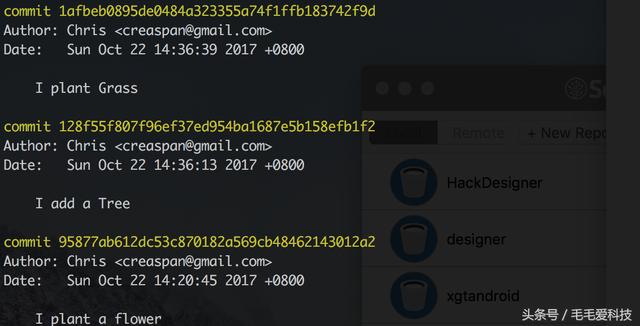 commit 1afbeb0895de0484a323355a74f1ffb183742f9d
Author: Chris <creaspan@gmail.com>
Date: Sun Oct 22 14:36:39 2017 +0800
I plant Grass
commit 128f55f807f96ef37ed954ba1687e5b158efb1f2
Author: Chris <creaspan@gmail.com>
Date: Sun Oct 22 14:36:13 2017 +0800
I add a Tree
commit 95877ab612dc53c870182a569cb48462143012a2
Author: Chris <creaspan@gmail.com>
Date: Sun Oct 22 14:20:45 2017 +0800
I plant a flower
Remote
+ New Repo
HackDesigner
designer
xgtandroid
头条号 / 毛毛爱科技